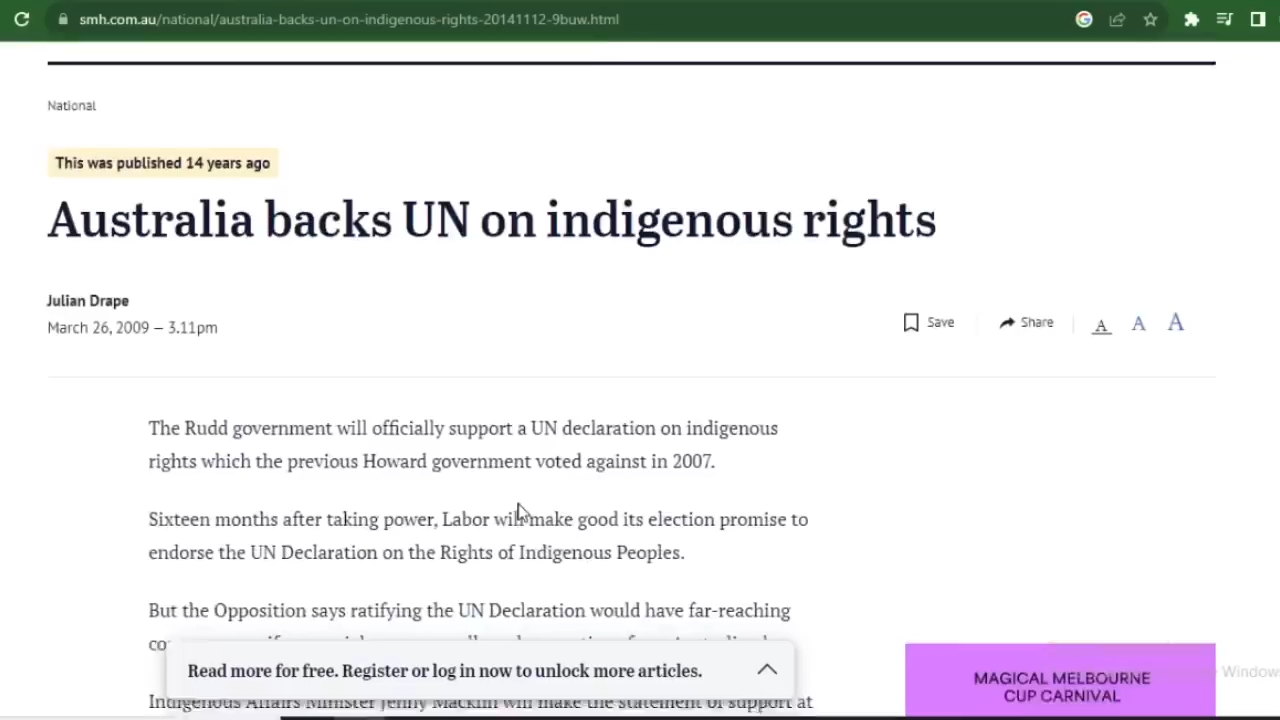 smh.com.au/national/australia-backs-un-on-indigenous-rights-20141112-9buw.html
National
This was published 14 years ago
Australia backs UN on indigenous rights
Julian Drape
March 26, 2009 – 3.11pm
Save
Share
A A A
The Rudd government will officially support a UN declaration on indigenous
rights which the previous Howard government voted against in 2007.
Sixteen months after taking power, Labor will make good its election promise to
endorse the UN Declaration on the Rights of Indigenous Peoples.
But the Opposition says ratifying the UN Declaration would have far-reaching
Read more for free. Register or log in now to unlock more articles.
Indigenous Affairs Minister Jenny Macklin will make the statement of support at
MAGICAL MELBOURNE
CUP CARNIVAL
Window